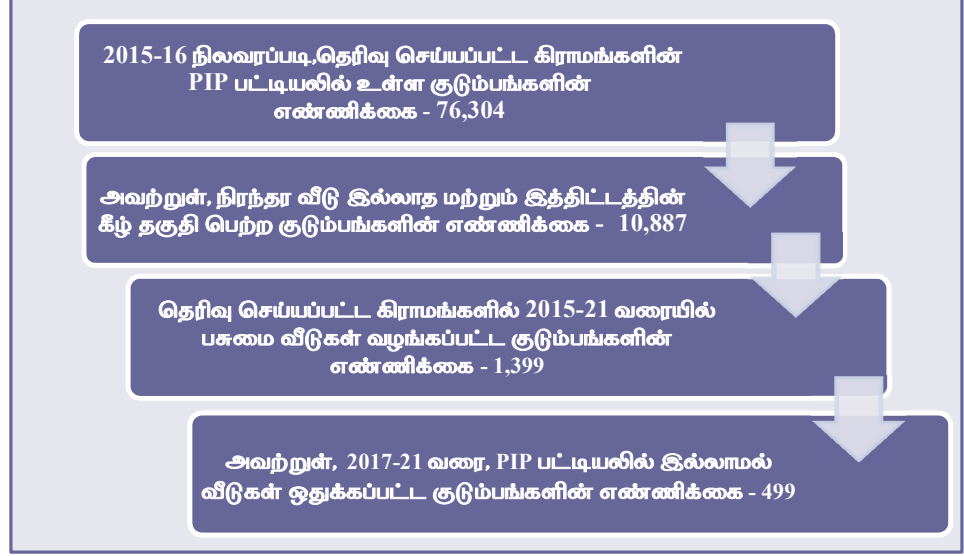 2015-16 நிலவரப்படி,தெரிவு செய்யப்பட்ட கிராமங்களின்
PIP பட்டியலில் உள்ள குடும்பங்களின்
எண்ணிக்கை - 76,304
அவற்றுள், நிரந்தர வீடு இல்லாத மற்றும் இத்திட்டத்தின்
கீழ் தகுதி பெற்ற குடும்பங்களின் எண்ணிக்கை - 10,887
தெரிவு செய்யப்பட்ட கிராமங்களில் 2015-21 வரையில்
பசுமை வீடுகள் வழங்கப்பட்ட குடும்பங்களின்
எண்ணிக்கை - 1,399
அவற்றுள், 2017-21 வரை, PIP பட்டியலில் இல்லாமல்
வீடுகள் ஒதுக்கப்பட்ட குடும்பங்களின் எண்ணிக்கை - 499